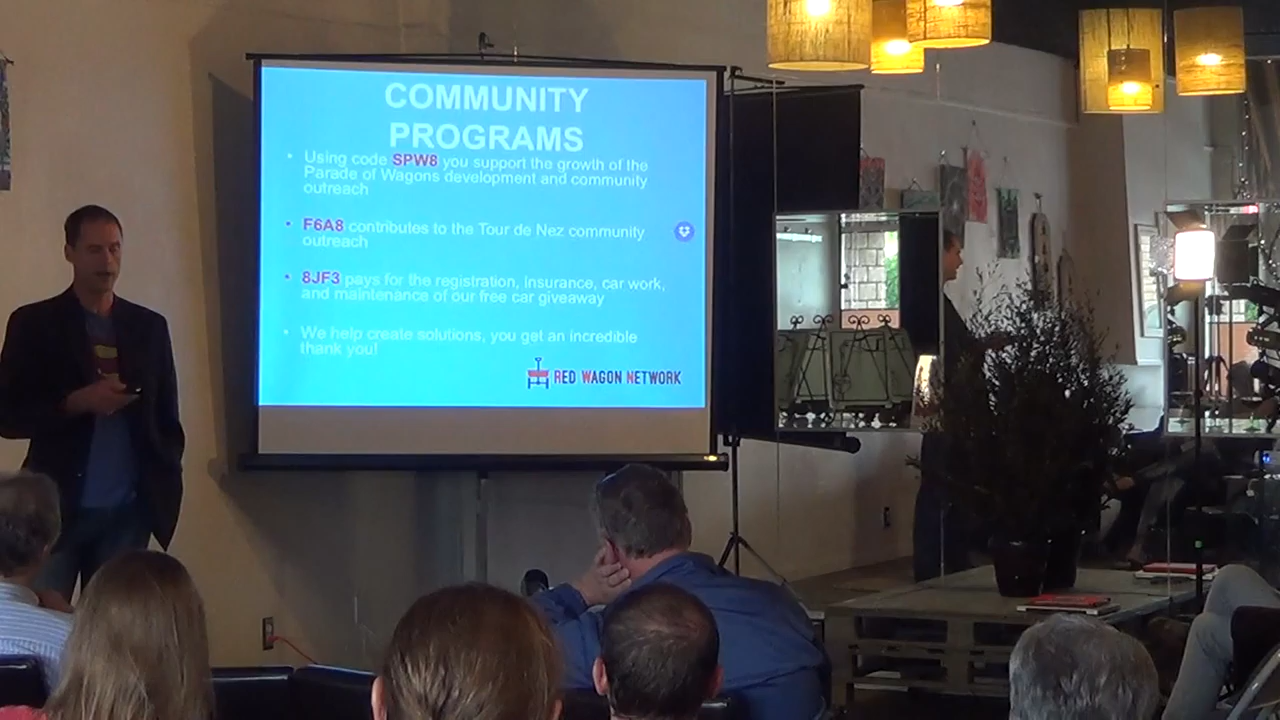 COMMUNITY
PROGRAMS
• Using code SPW8 you support the growth of the
Parade of Wagons development and community
outreach
• F6A8 contributes to the Tour de Nez community
outreach
• 8JF3 pays for the registration, insurance, car work,
and maintenance of our free car giveaway
• We help create solutions, you get an incredible
thank you!
RED WAGON NETWORK